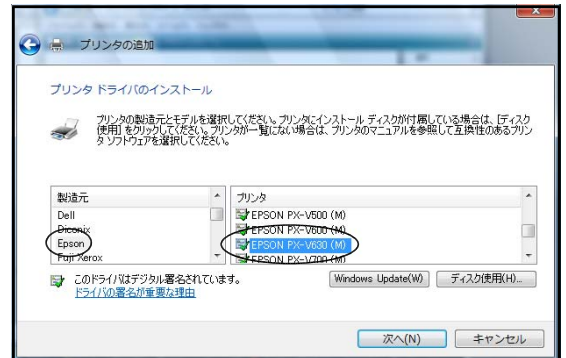 プリンタの追加
プリンタ ドライバのインストール
プリンタの製造元とモデルを選択してください。プリンタにインストール ディスクが付属している場合は、[ディスク
使用] をクリックしてください。プリンタが一覧にない場合は、プリンタのマニュアルを参照して互換性のあるプリン
タ ソフトウェアを選択してください。
製造元
プリンタ
Dell
EPSON PX-V500 (M)
Diconix
EPSON PX-V600 (M)
Epson
EPSON PX-V630 (M)
Fuji Xerox
EPSON PX-V700 (M)
このドライバはデジタル署名されています。
Windows Update(W)
ディスク使用(H)...
ドライバの署名が重要な理由
次へ(N)
キャンセル